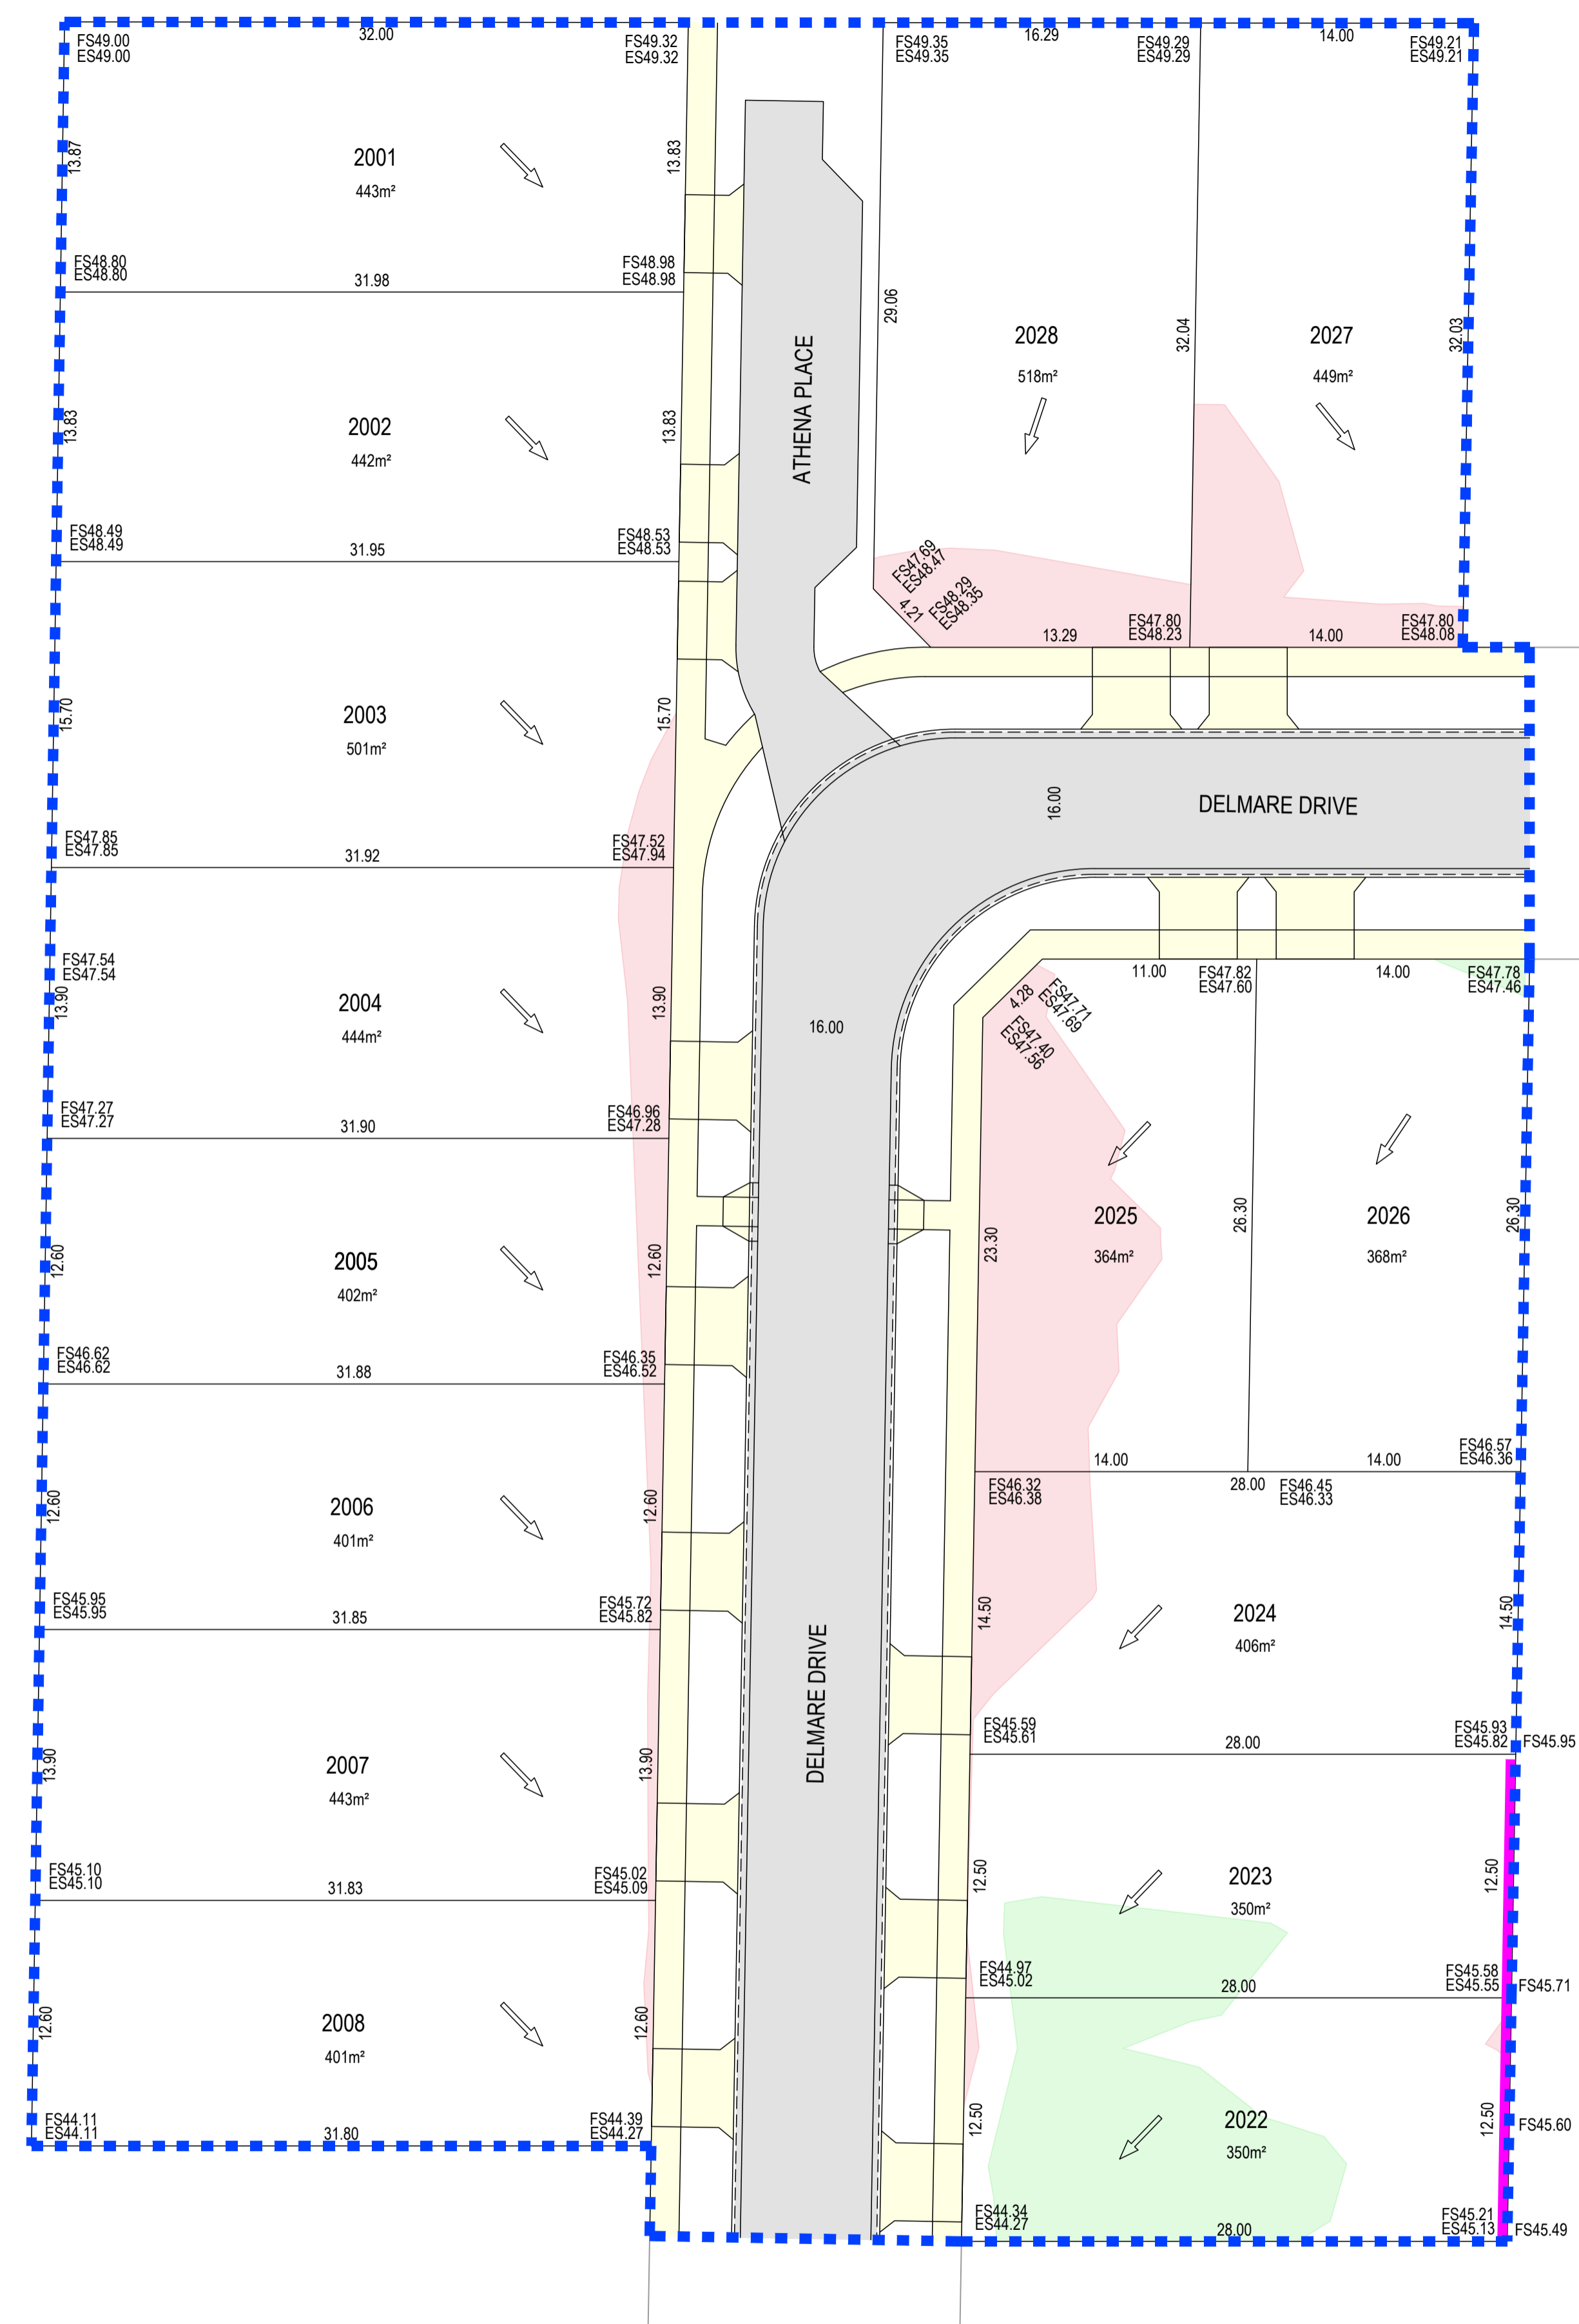 FS49.00
ES49.00
32.00
FS49.32
ES49.32
FS49.35
ES49.35
16.29
FS49.29
ES49.29
14.00
FS49.21
ES49.21
13.87
2001
443m²
13.83
FS48.80
ES48.80
31.98
FS48.98
ES48.98
ATHENA PLACE
29.06
2028
518m²
32.04
2027
449m²
32.03
13.83
2002
442m²
13.83
FS48.49
ES48.49
31.95
FS48.53
ES48.53
FS47.69
ES48.47
4.21
FS48.29
ES48.35
13.29
FS47.80
ES48.23
14.00
FS47.80
ES48.08
15.70
2003
501m²
15.70
16.00
DELMARE DRIVE
FS47.85
ES47.85
31.92
FS47.52
ES47.94
FS47.54
ES47.54
13.90
2004
444m²
13.90
16.00
4.28
FS47.71
ES47.69
FS47.40
ES47.56
11.00
FS47.82
ES47.60
14.00
FS47.78
ES47.46
FS47.27
ES47.27
31.90
FS46.96
ES47.28
12.60
2005
402m²
12.60
23.30
2025
364m²
26.30
2026
368m²
26.30
FS46.62
ES46.62
31.88
FS46.35
ES46.52
14.00
28.00
14.00
FS46.57
ES46.36
FS46.32
ES46.38
FS46.45
ES46.33
12.60
2006
401m²
12.60
FS45.95
ES45.95
31.85
FS45.72
ES45.82
DELMARE DRIVE
14.50
2024
406m²
14.50
FS45.59
ES45.61
28.00
FS45.93
ES45.82
FS45.95
13.90
2007
443m²
13.90
FS45.10
ES45.10
31.83
FS45.02
ES45.09
12.50
2023
350m²
12.50
FS44.97
ES45.02
28.00
FS45.58
ES45.55
FS45.71
12.60
2008
401m²
12.60
12.50
2022
350m²
12.50
FS45.60
FS44.11
ES44.11
31.80
FS44.39
ES44.27
FS44.34
ES44.27
28.00
FS45.21
ES45.13
FS45.49